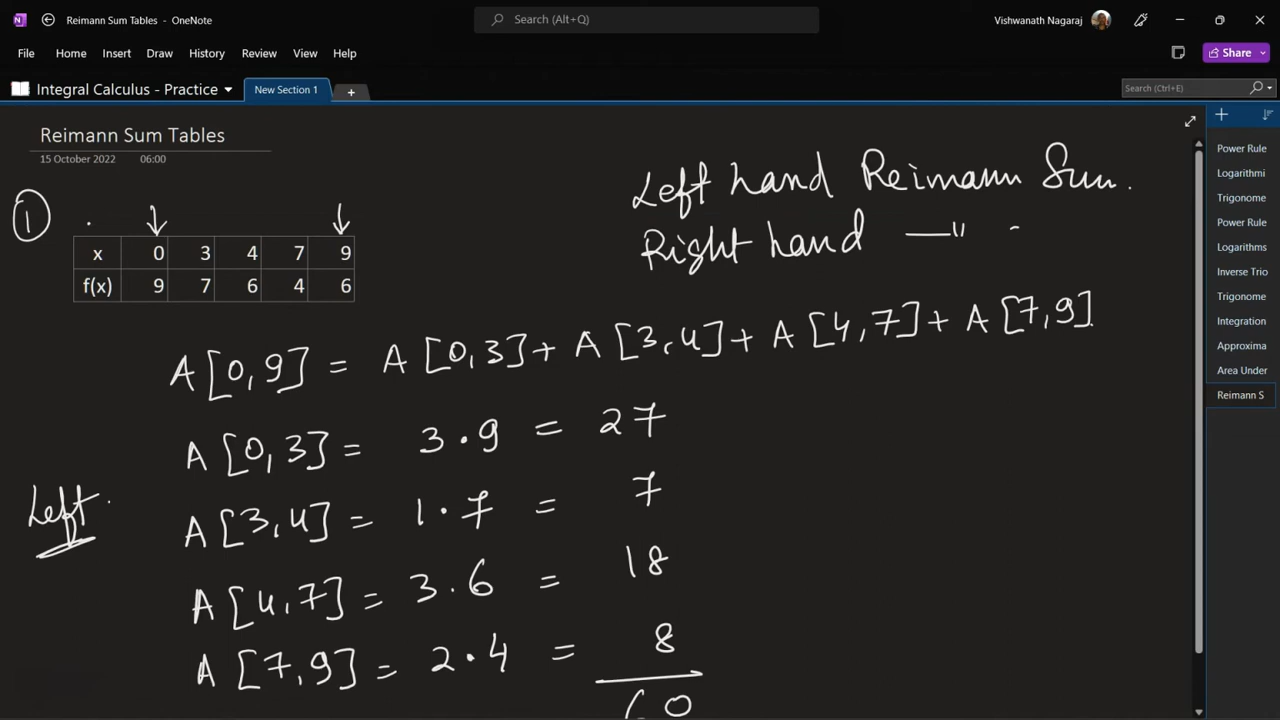 Reimann Sum Tables - OneNote
Search (Alt+Q)
Vishwanath Nagaraj
File Home Insert Draw History Review View Help
Share
Integral Calculus - Practice
New Section 1
Search (Ctrl+E)
Reimann Sum Tables
15 October 2022 06:00
Power Rule
Logarithmi
Trigonome
Power Rule
Logarithms
Inverse Trio
Trigonome
Integration
Approxima
Area Under
Reimann S
Left hand Reimann Sum.
Right hand —"
1
x 0 3 4 7 9
f(x) 9 7 6 4 6
A[0,9] = A[0,3] + A[3,4] + A[4,7] + A[7,9]
A[0,3] = 3·9 = 27
Left
A[3,4] = 1·7 = 7
A[4,7] = 3·6 = 18
A[7,9] = 2·4 = 8
60